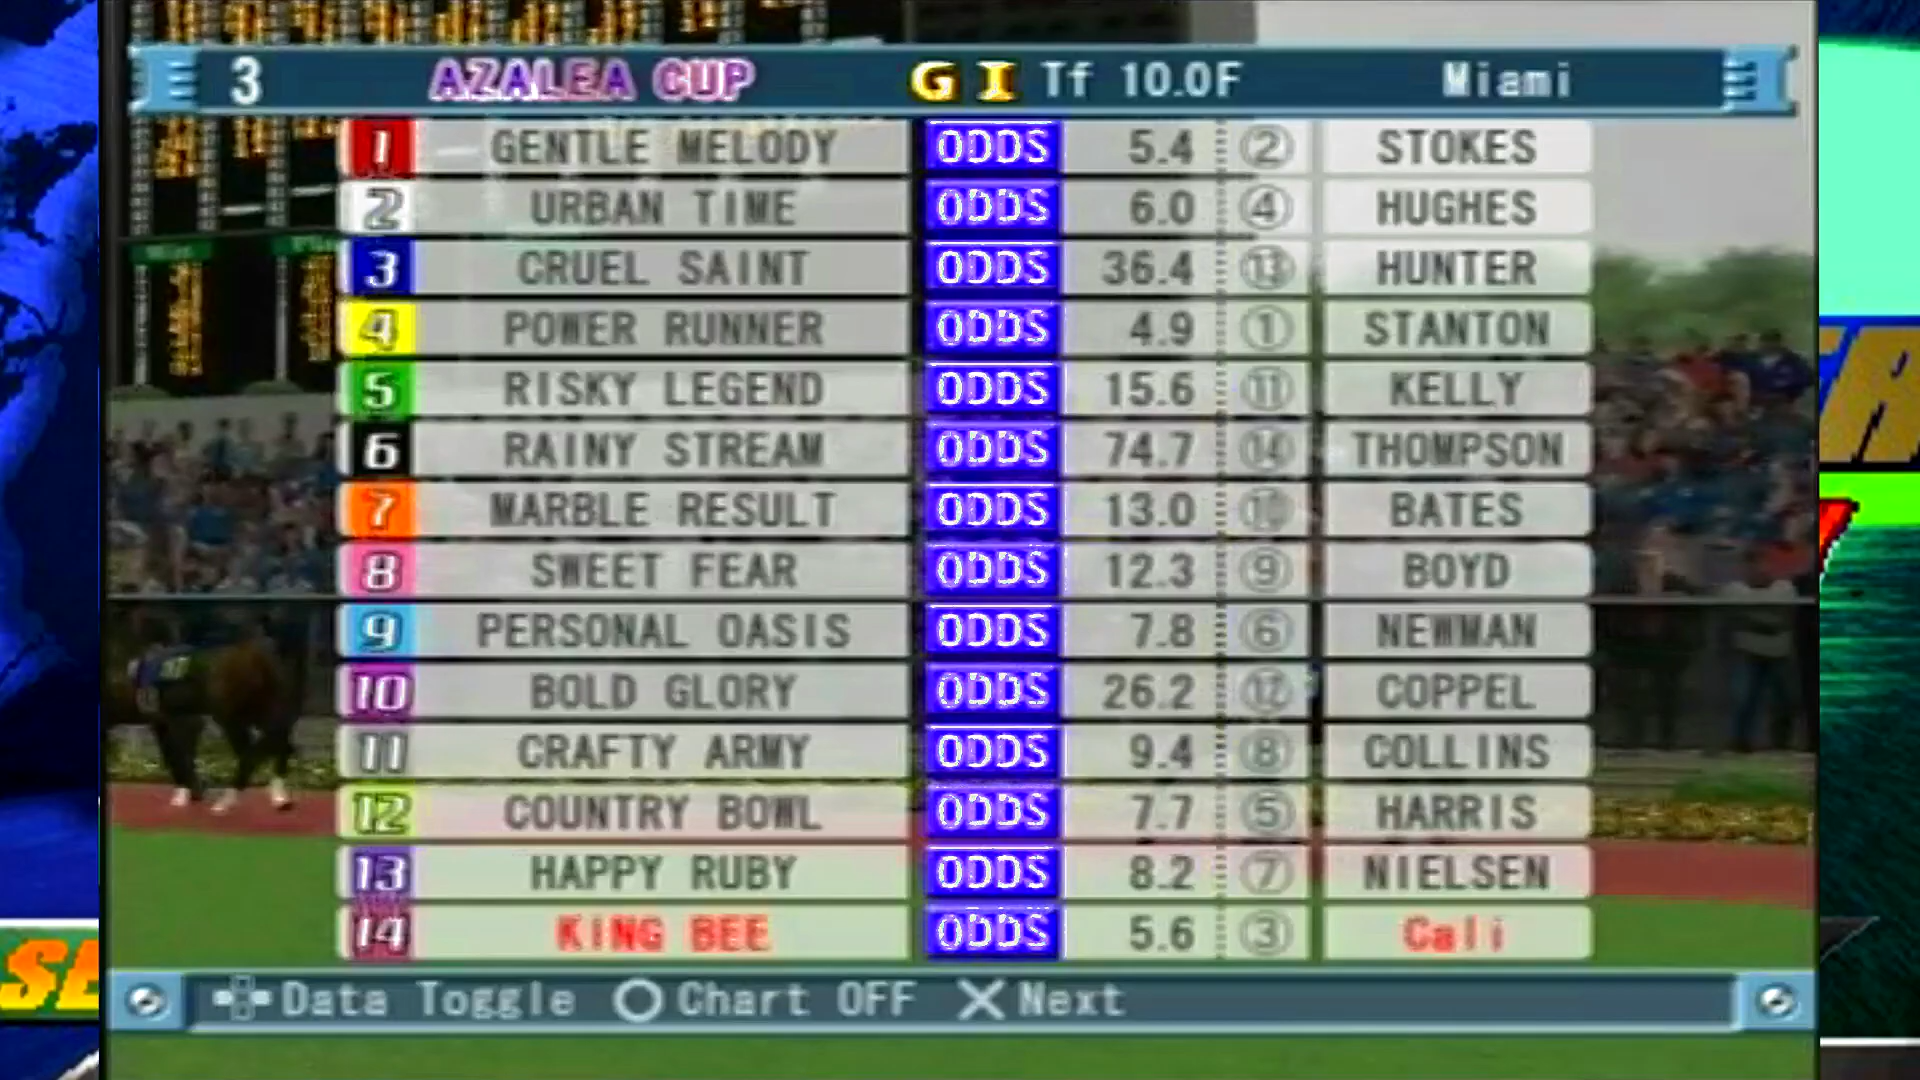 3 AZALEA CUP G I Tf 10.0F Miami
1 GENTLE MELODY ODDS 5.4 ② STOKES
2 URBAN TIME ODDS 6.0 ④ HUGHES
3 CRUEL SAINT ODDS 36.4 ⑬ HUNTER
4 POWER RUNNER ODDS 4.9 ① STANTON
5 RISKY LEGEND ODDS 15.6 ⑪ KELLY
6 RAINY STREAM ODDS 74.7 ⑭ THOMPSON
7 MARBLE RESULT ODDS 13.0 ⑩ BATES
8 SWEET FEAR ODDS 12.3 ⑨ BOYD
9 PERSONAL OASIS ODDS 7.8 ⑥ NEWMAN
10 BOLD GLORY ODDS 26.2 ⑫ COPPEL
11 CRAFTY ARMY ODDS 9.4 ⑧ COLLINS
12 COUNTRY BOWL ODDS 7.7 ⑤ HARRIS
13 HAPPY RUBY ODDS 8.2 ⑦ NIELSEN
14 KING BEE ODDS 5.6 ③ Cali
Data Toggle ○ Chart OFF × Next